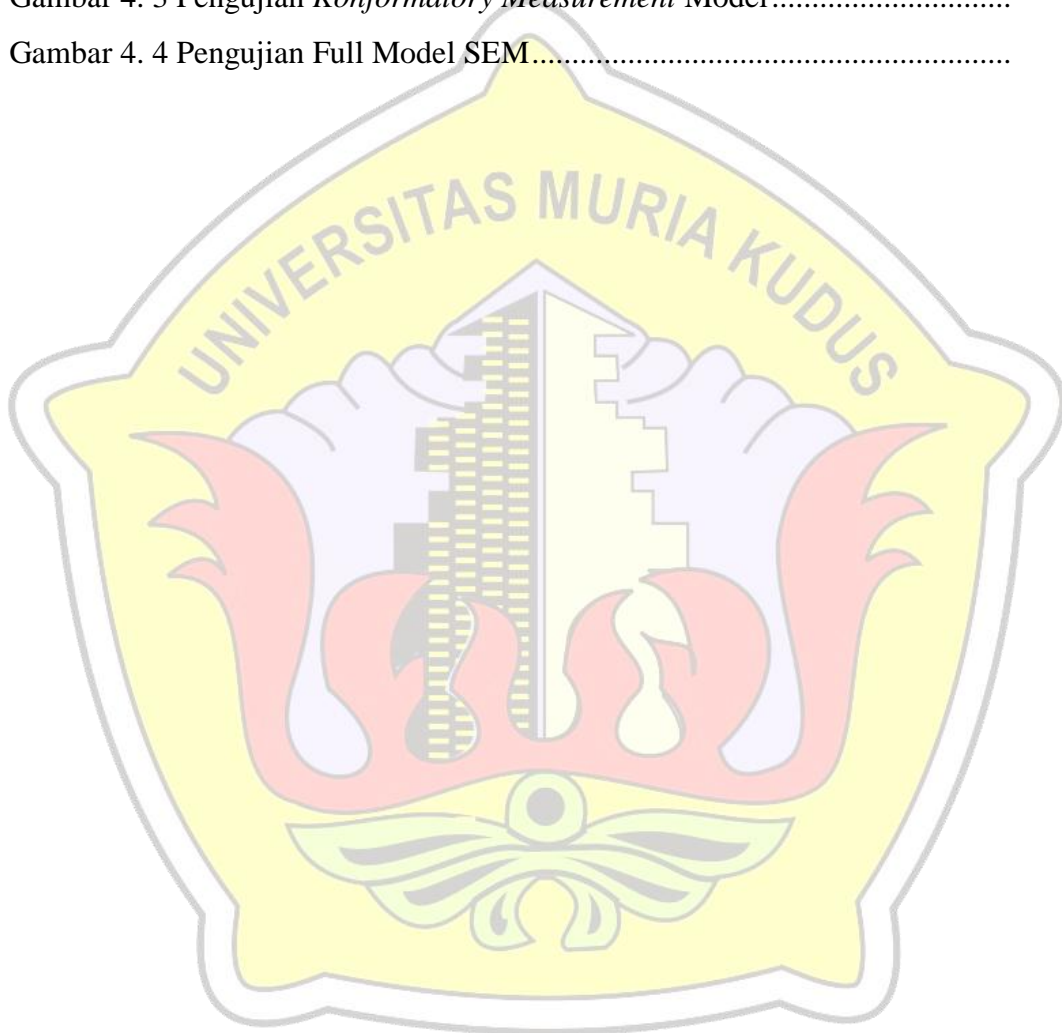 Gambar 4. 3 Pengujian Konformatory Measurement Model.............................
Gambar 4. 4 Pengujian Full Model SEM...........................................................
UNIVERSITAS MURIA KUDUS